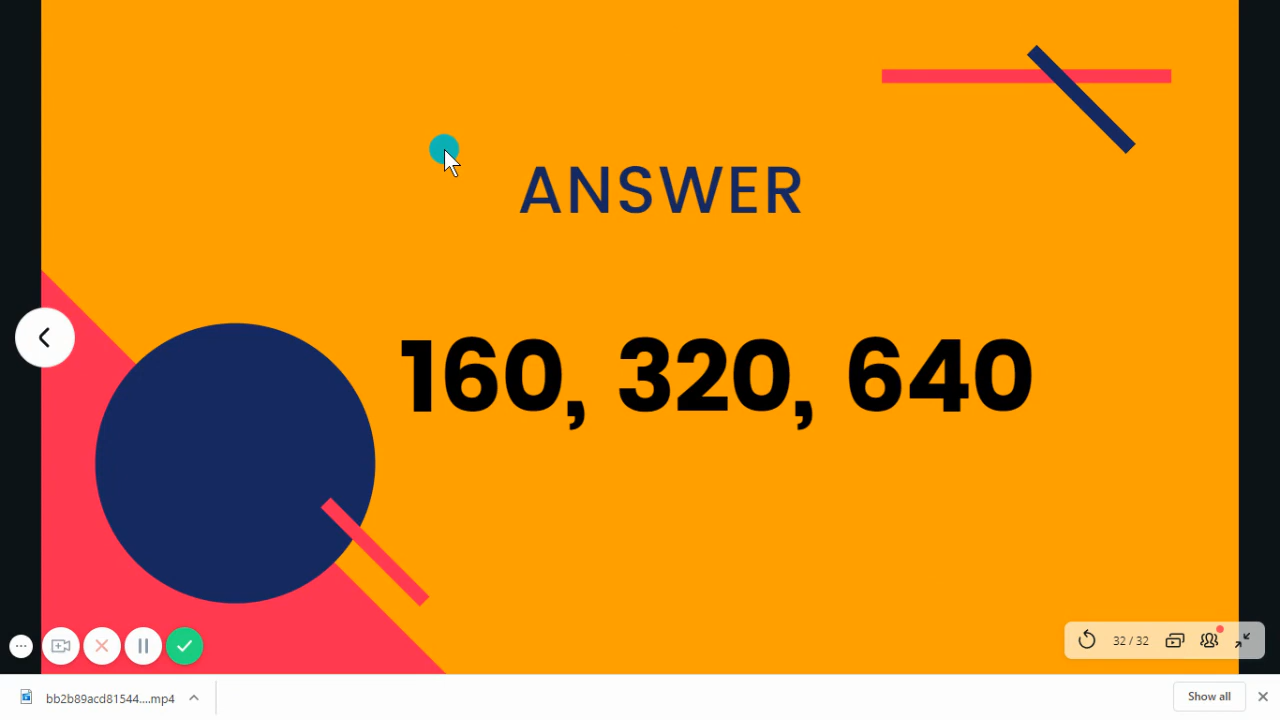 ANSWER
160, 320, 640
32 / 32
bb2b89acd81544....mp4
Show all